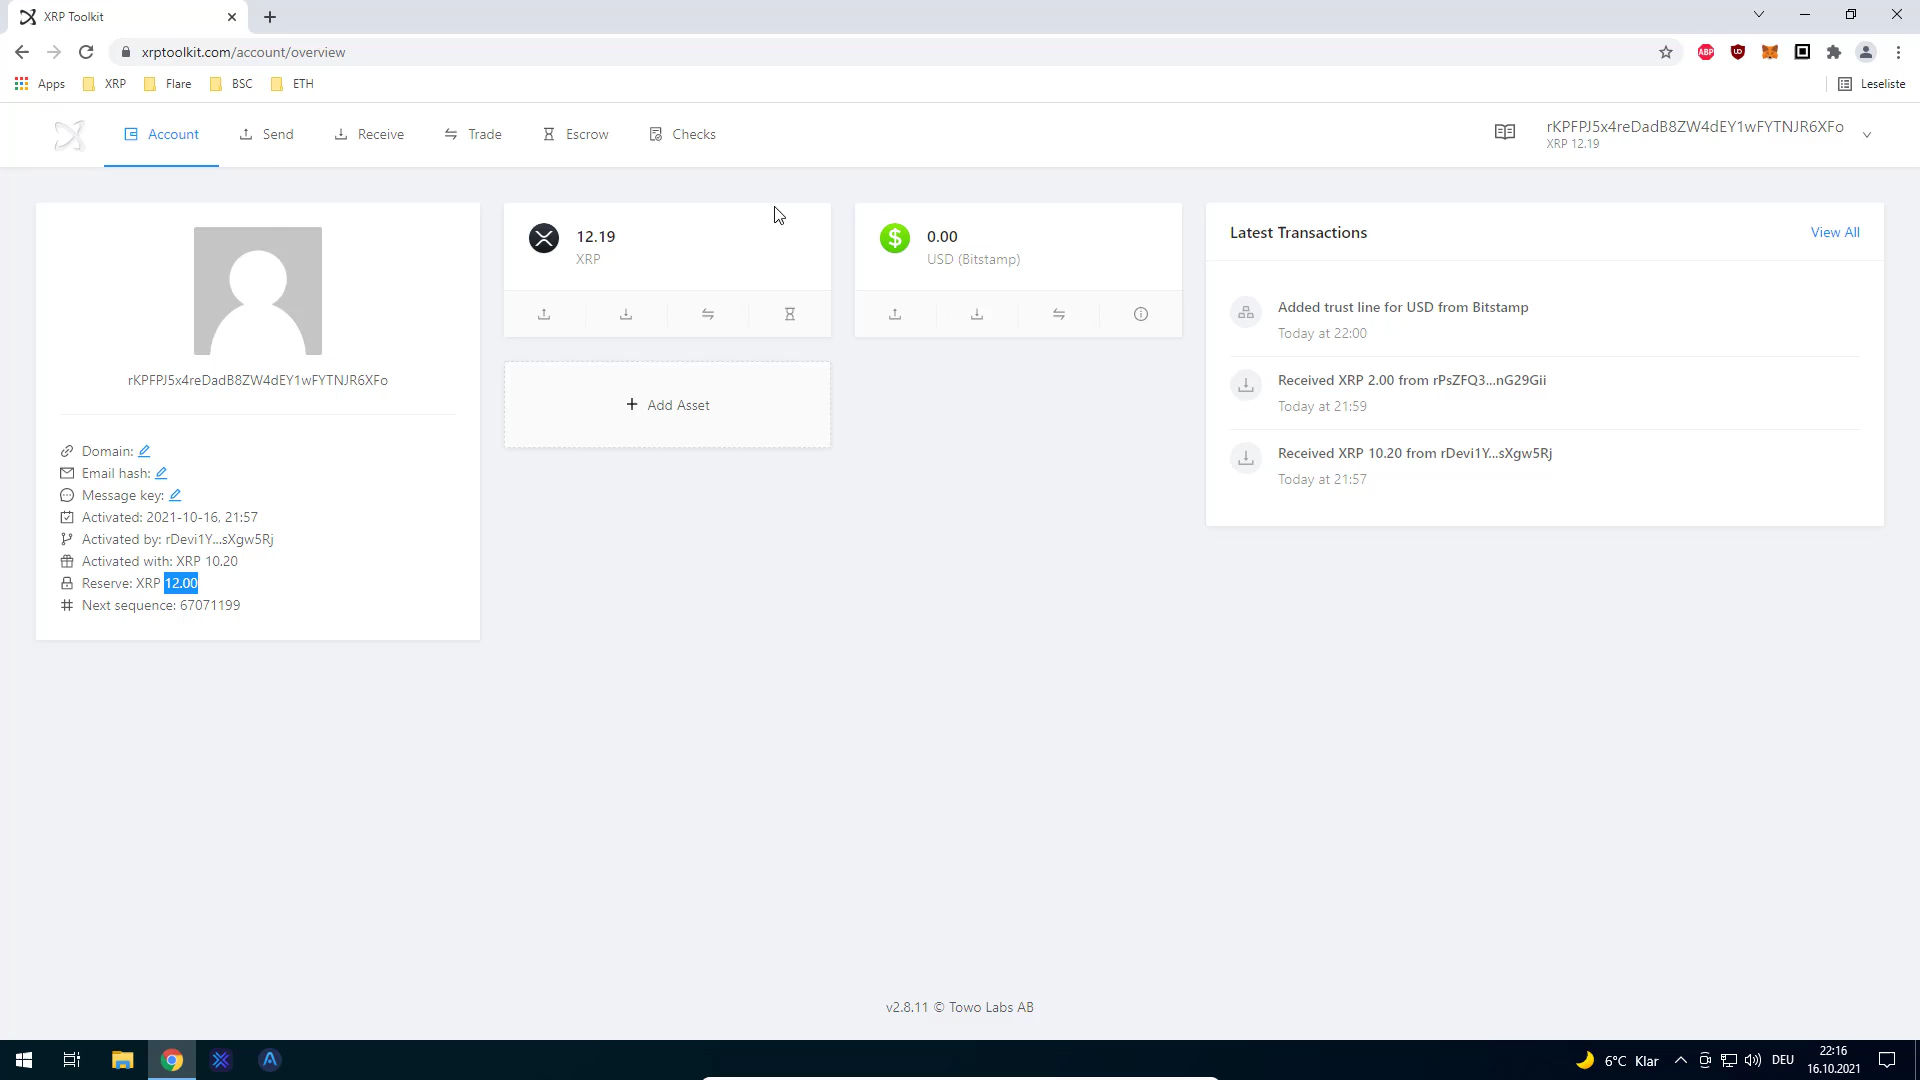 XRP Toolkit
xrptoolkit.com/account/overview
ABP
Apps
XRP
Flare
BSC
ETH
Leseliste
Account
Send
Receive
Trade
Escrow
Checks
rKPFPJ5x4reDadB8ZW4dEY1wFYTNJR6XFo
XRP 12.19
rKPFPJ5x4reDadB8ZW4dEY1wFYTNJR6XFo
Domain:
Email hash:
Message key:
Activated: 2021-10-16, 21:57
Activated by: rDevi1Y...sXgw5Rj
Activated with: XRP 10.20
Reserve: XRP 12.00
Next sequence: 67071199
12.19
XRP
$
0.00
USD (Bitstamp)
+ Add Asset
Latest Transactions
View All
Added trust line for USD from Bitstamp
Today at 22:00
Received XRP 2.00 from rPsZFQ3...nG29Gii
Today at 21:59
Received XRP 10.20 from rDevi1Y...sXgw5Rj
Today at 21:57
v2.8.11 © Towo Labs AB
6°C Klar
DEU
22:16
16.10.2021